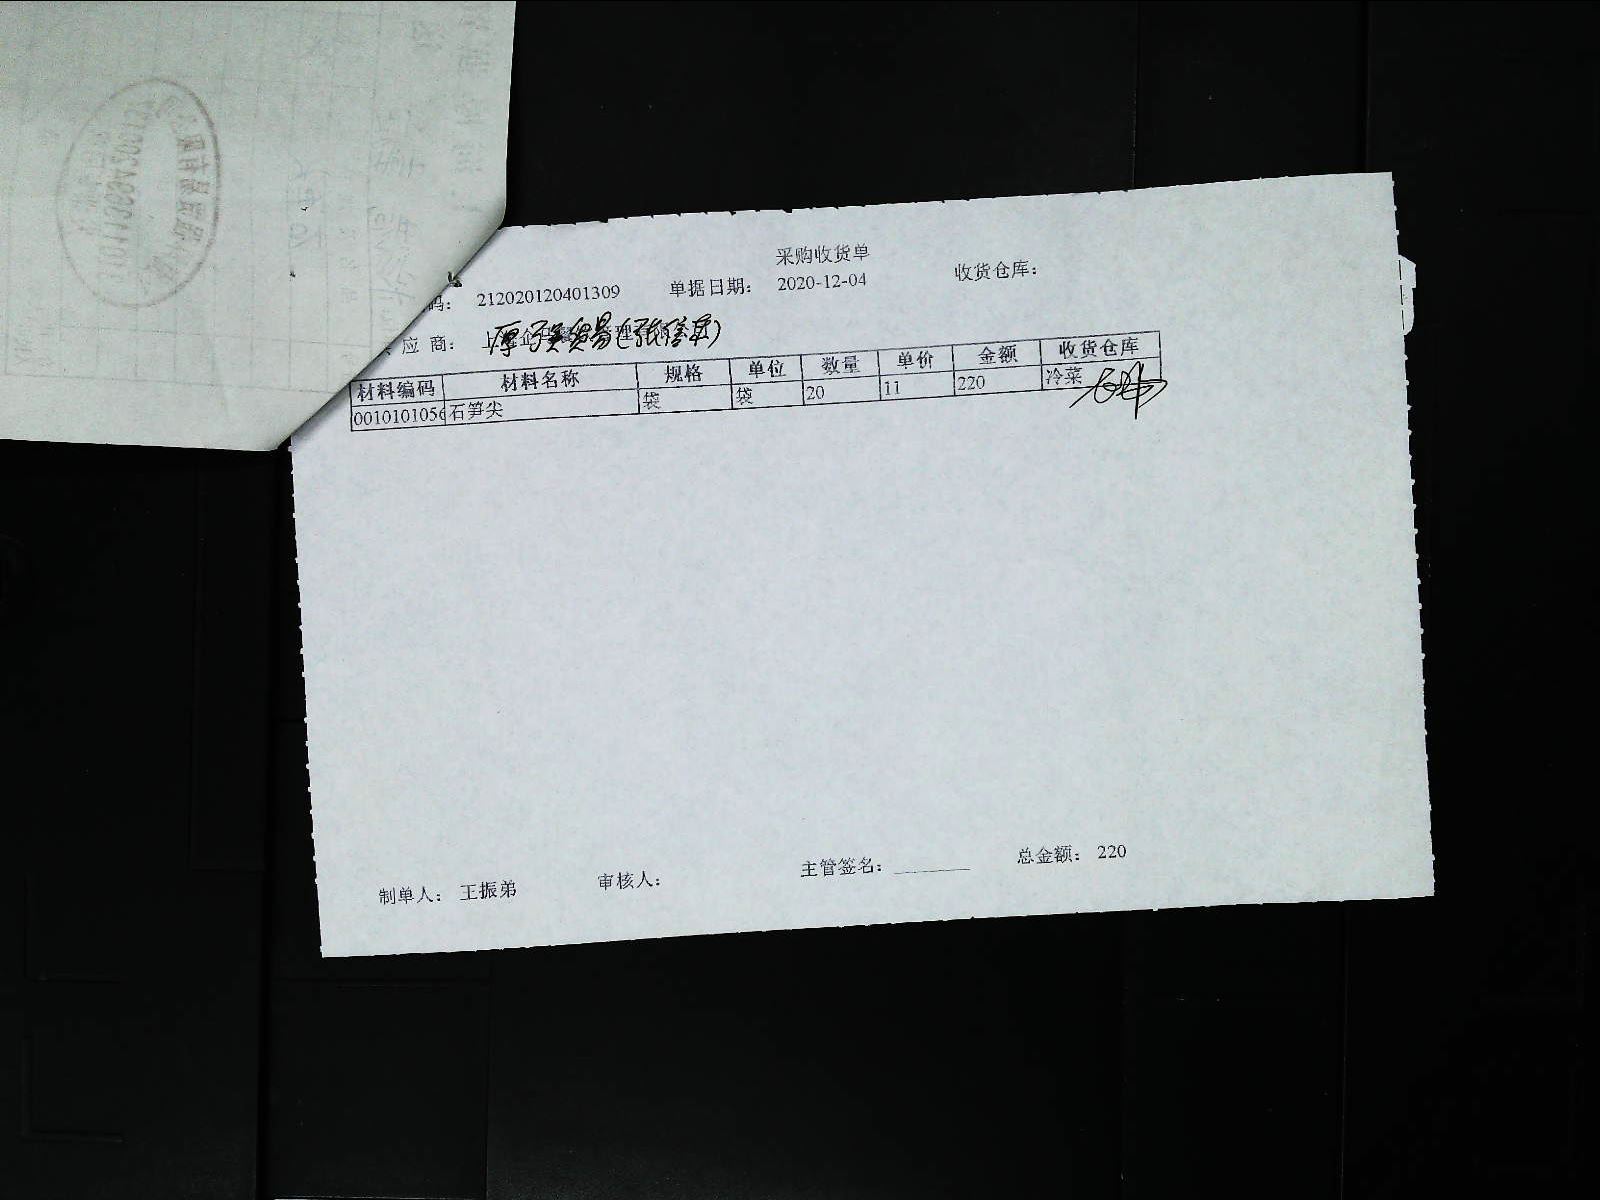 采购收货单
码： 212020120401309 单据日期： 2020-12-04 收货仓库：
应商：
材料编码 材料名称 规格 单位 数量 单价 金额 收货仓库
0010101056 石笋尖 袋 袋 20 11 220 冷菜
制单人： 王振弟 审核人： 主管签名： 总金额： 220